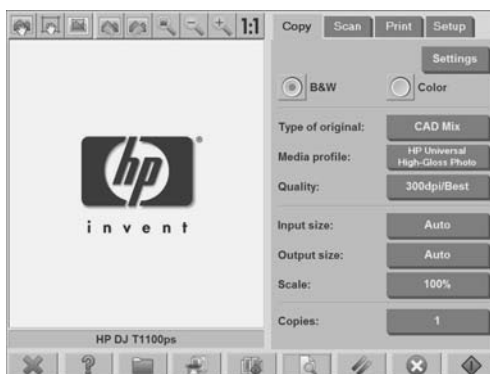 1:1
Copy Scan Print Setup
Settings
B&W Color
Type of original: CAD Mix
Media profile: HP Universal
High-Gloss Photo
Quality: 300dpi/Best
Input size: Auto
Output size: Auto
Scale: 100%
Copies: 1
hp
invent
HP DJ T1100ps